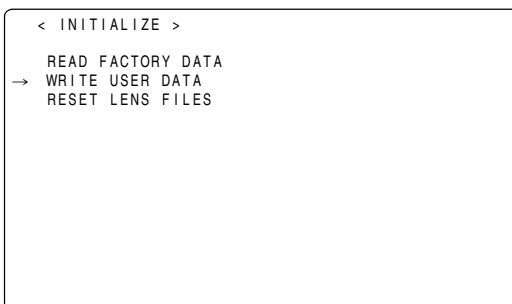 < INITIALIZE >
READ FACTORY DATA
→ WRITE USER DATA
RESET LENS FILES